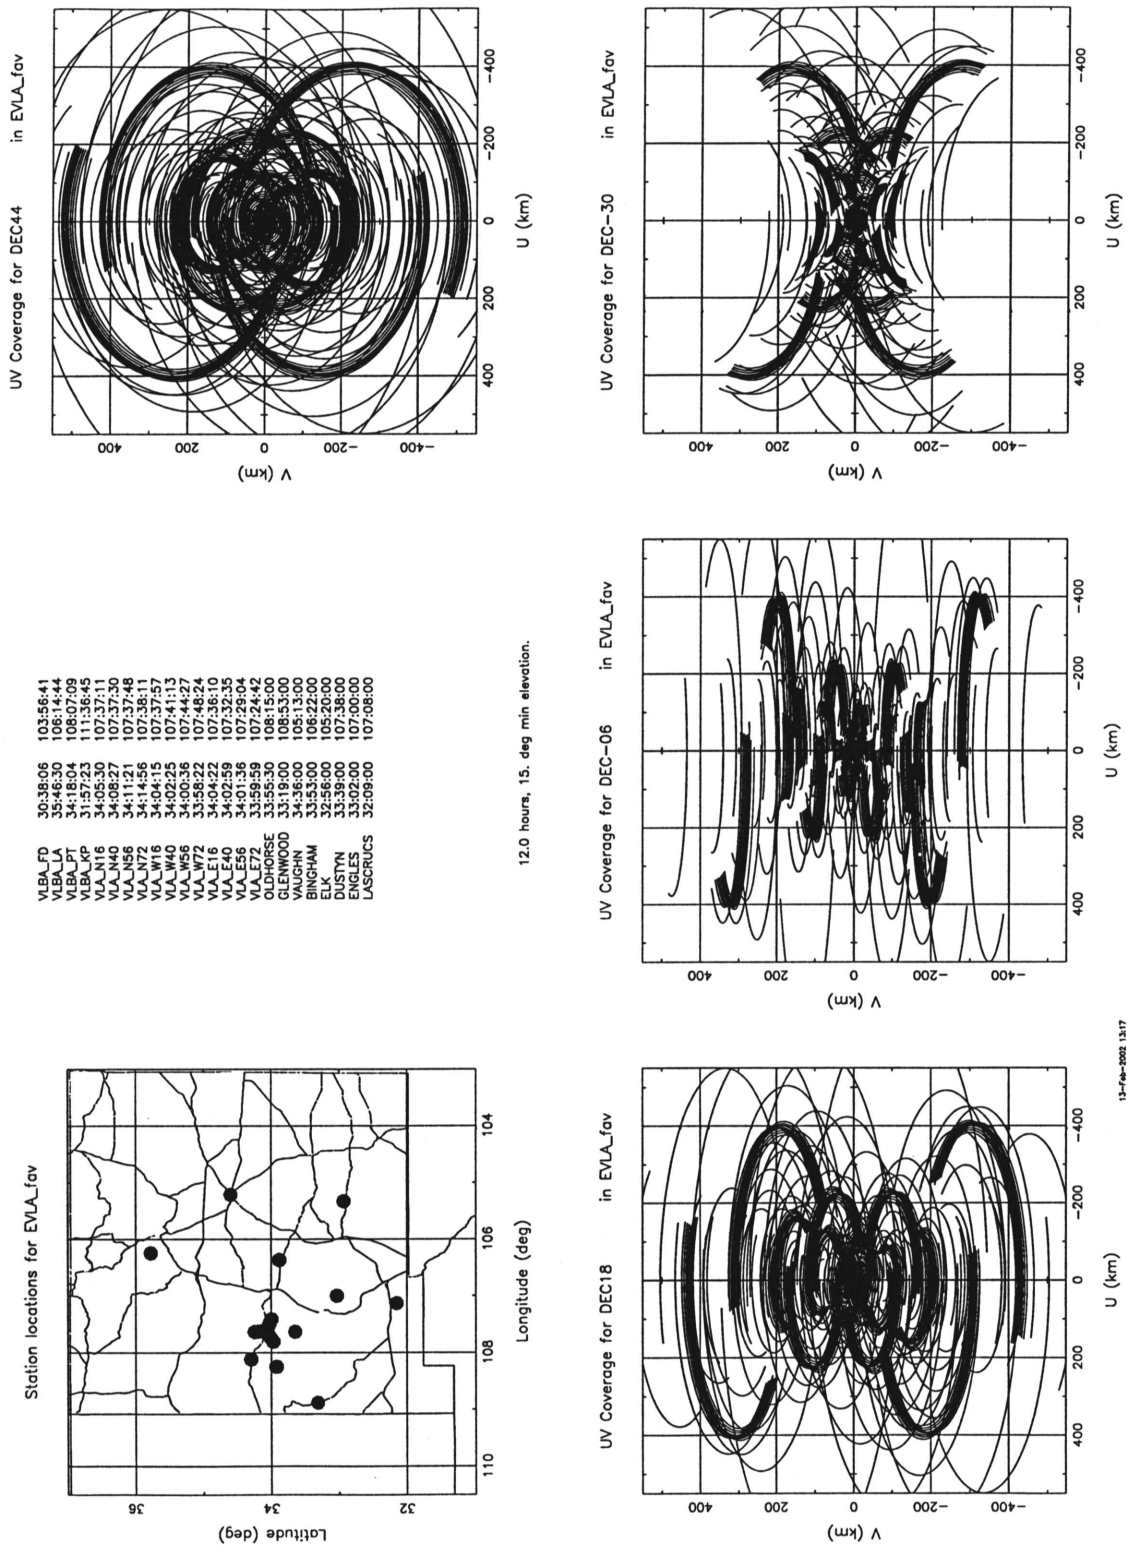 Station locations for EVLA_fav
Latitude (deg)
36
34
32
110
108
106
104
Longitude (deg)
VLBA_FD 30:38:06 103:56:41
VLBA_LA 35:46:30 106:14:44
VLBA_PT 34:18:04 108:07:09
VLBA_KP 31:57:23 111:36:45
VLA_N16 34:05:30 107:37:11
VLA_N40 34:08:27 107:37:30
VLA_N56 34:11:21 107:37:48
VLA_N72 34:14:56 107:38:11
VLA_W16 34:04:15 107:37:57
VLA_W40 34:02:25 107:41:13
VLA_W56 34:00:36 107:44:27
VLA_W72 33:58:22 107:48:24
VLA_E16 34:04:22 107:36:10
VLA_E40 34:02:59 107:32:35
VLA_E56 34:01:36 107:29:04
VLA_E72 33:59:59 107:24:42
OLDHORSE 33:55:30 108:15:00
GLENWOOD 33:19:00 108:53:00
VAUGHN 34:36:00 105:13:00
BINGHAM 33:53:00 106:22:00
ELK 32:56:00 105:20:00
DUSTYN 33:39:00 107:38:00
ENGLES 33:02:00 107:00:00
LASCRUCS 32:09:00 107:08:00
12.0 hours, 15. deg min elevation.
UV Coverage for DEC44 in EVLA_fav
V (km)
400
200
0
-200
-400
400
200
0
-200
-400
U (km)
UV Coverage for DEC18 in EVLA_fav
V (km)
400
200
0
-200
-400
400
200
0
-200
-400
U (km)
UV Coverage for DEC-06 in EVLA_fav
V (km)
400
200
0
-200
-400
400
200
0
-200
-400
U (km)
UV Coverage for DEC-30 in EVLA_fav
V (km)
400
200
0
-200
-400
400
200
0
-200
-400
U (km)
13-Feb-2002 13:17